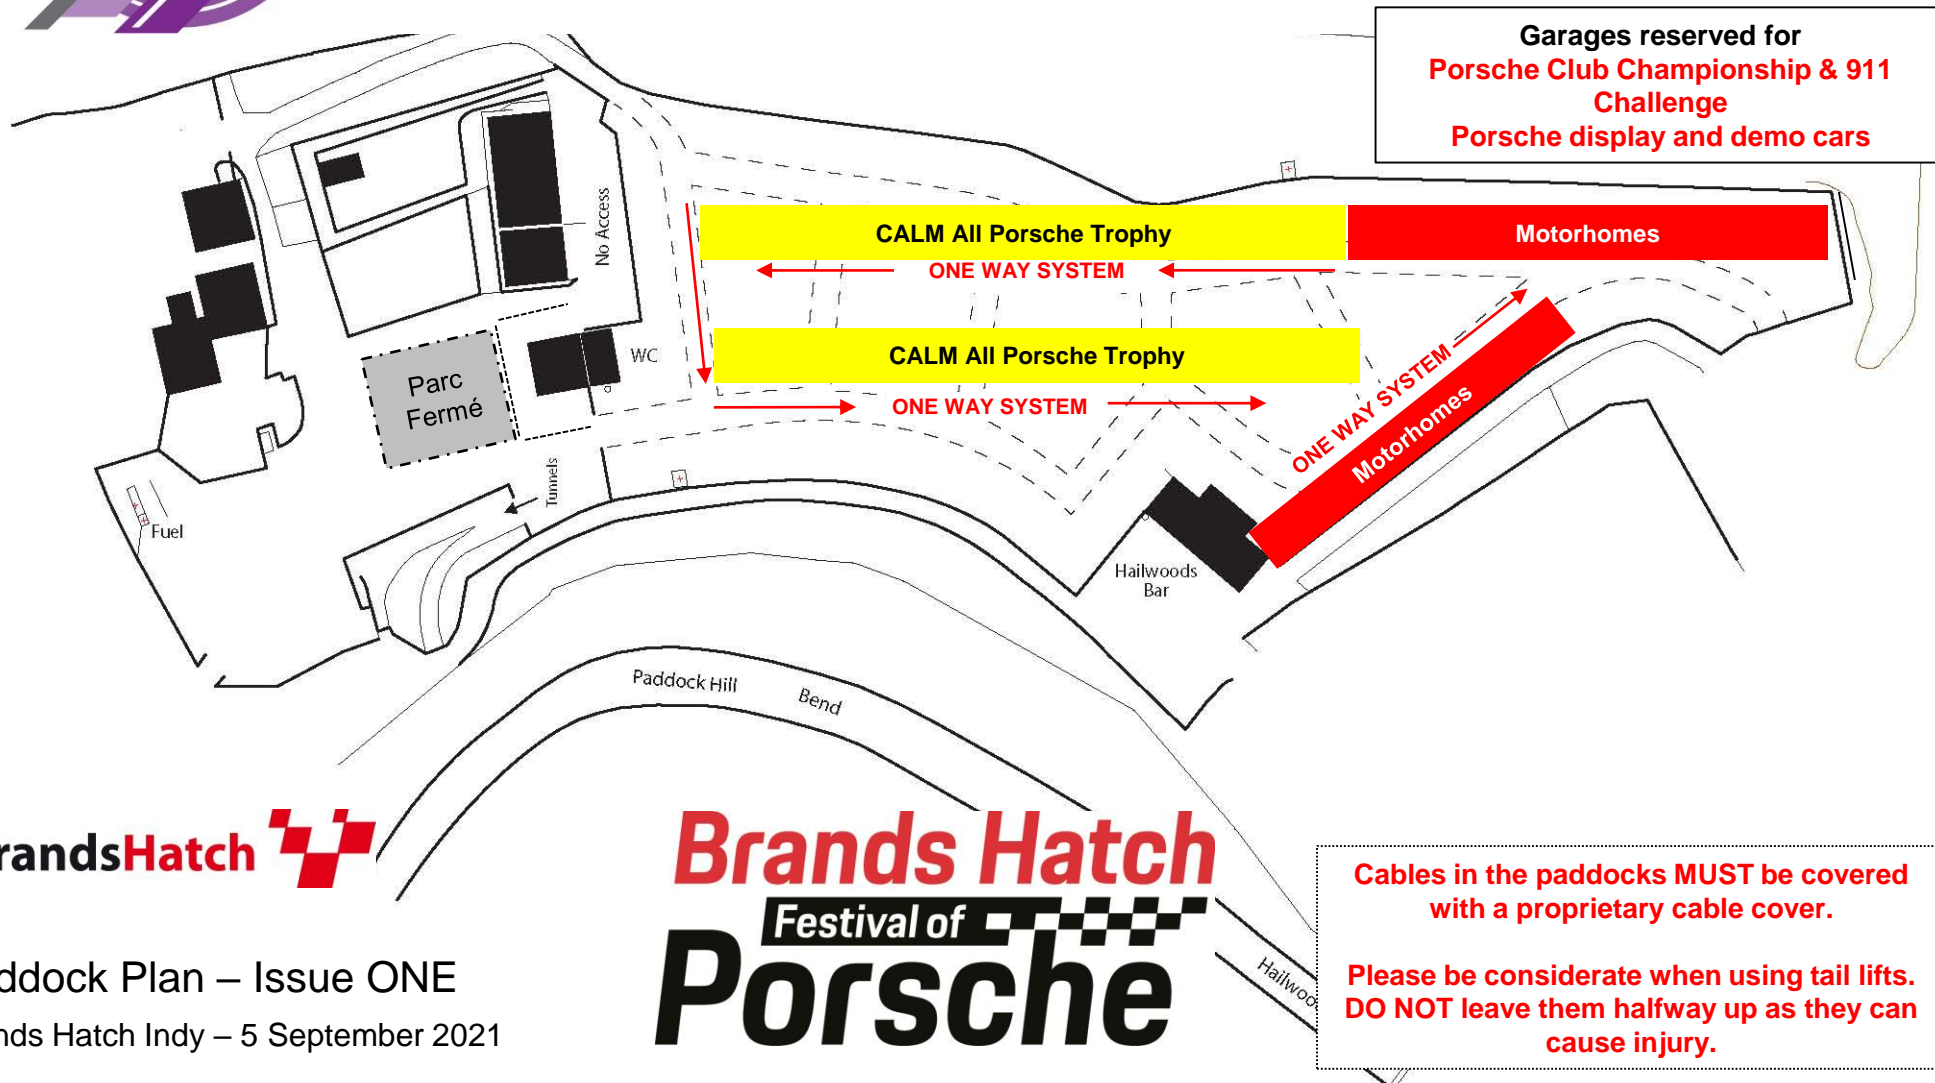 Garages reserved for
Porsche Club Championship & 911
Challenge
Porsche display and demo cars
No Access
CALM All Porsche Trophy
Motorhomes
ONE WAY SYSTEM
WC
CALM All Porsche Trophy
Parc
Fermé
ONE WAY SYSTEM
ONE WAY SYSTEM
Motorhomes
Tunnels
Fuel
Hailwoods
Bar
Paddock Hill
Bend
randsHatch
Brands Hatch
Festival of
Porsche
Hailwoo
Cables in the paddocks MUST be covered
with a proprietary cable cover.
Please be considerate when using tail lifts.
DO NOT leave them halfway up as they can
cause injury.
ddock Plan – Issue ONE
nds Hatch Indy – 5 September 2021